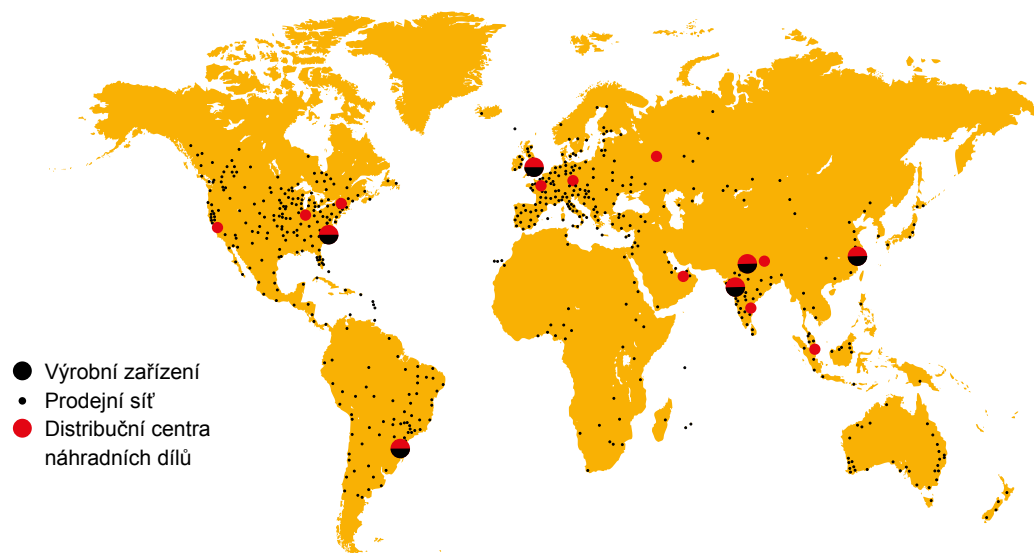 Výrobní zařízení
Prodejní síť
Distribuční centra
náhradních dílů